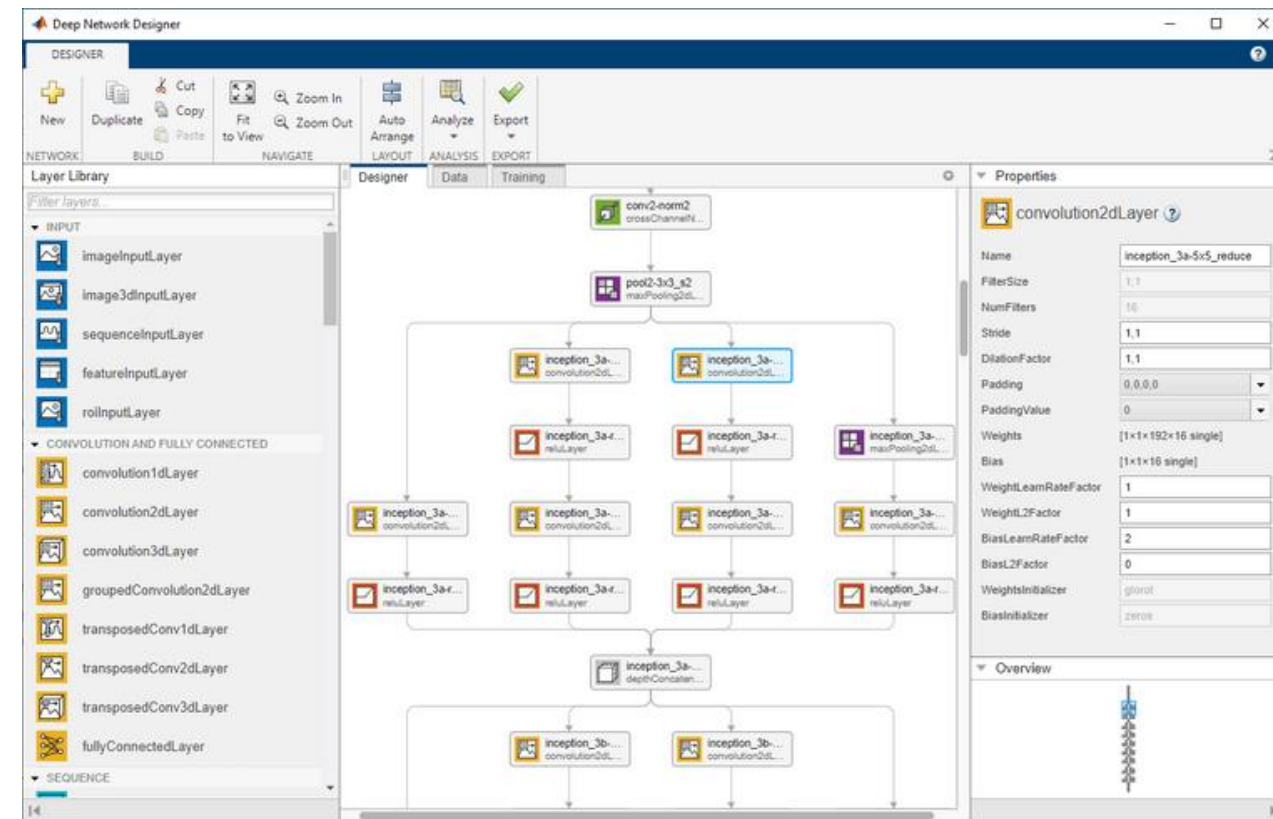 Deep Network Designer
DESIGNER
New
Duplicate
Cut
Copy
Paste
Fit
to View
Zoom In
Zoom Out
Auto
Arrange
Analyze
Export
NETWORK BUILD NAVIGATE LAYOUT ANALYSIS EXPORT
Layer Library
Filter layers...
INPUT
imageInputLayer
image3dInputLayer
sequenceInputLayer
featureInputLayer
roiInputLayer
CONVOLUTION AND FULLY CONNECTED
convolution1dLayer
convolution2dLayer
convolution3dLayer
groupedConvolution2dLayer
transposedConv1dLayer
transposedConv2dLayer
transposedConv3dLayer
fullyConnectedLayer
SEQUENCE
Designer Data Training
conv2-norm2
crossChannelN...
pool2-3x3_s2
maxPooling2dL...
inception_3a-... inception_3a-...
convolution2dL... convolution2dL...
inception_3a-r... inception_3a-r... inception_3a-...
reluLayer reluLayer maxPooling2dL...
inception_3a-... inception_3a-... inception_3a-... inception_3a-...
convolution2dL... convolution2dL... convolution2dL... convolution2dL...
inception_3a-r... inception_3a-r... inception_3a-r... inception_3a-r...
reluLayer reluLayer reluLayer reluLayer
inception_3a-...
depthConcaten...
inception_3b-... inception_3b-...
convolution2dL... convolution2dL...
Properties
convolution2dLayer ?
Name inception_3a-5x5_reduce
FilterSize 1,1
NumFilters 16
Stride 1,1
DilationFactor 1,1
Padding 0,0,0,0
PaddingValue 0
Weights [1×1×192×16 single]
Bias [1×1×16 single]
WeightLearnRateFactor 1
WeightL2Factor 1
BiasLearnRateFactor 2
BiasL2Factor 0
WeightsInitializer glorot
BiasInitializer zeros
Overview